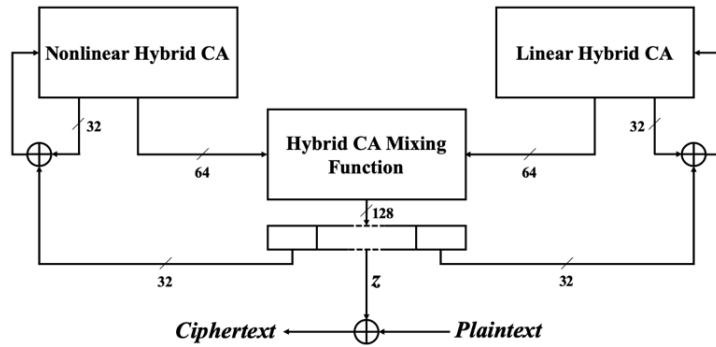 Nonlinear Hybrid CA
Linear Hybrid CA
32
32
Hybrid CA Mixing
Function
64
64
128
32
z
32
Ciphertext
Plaintext